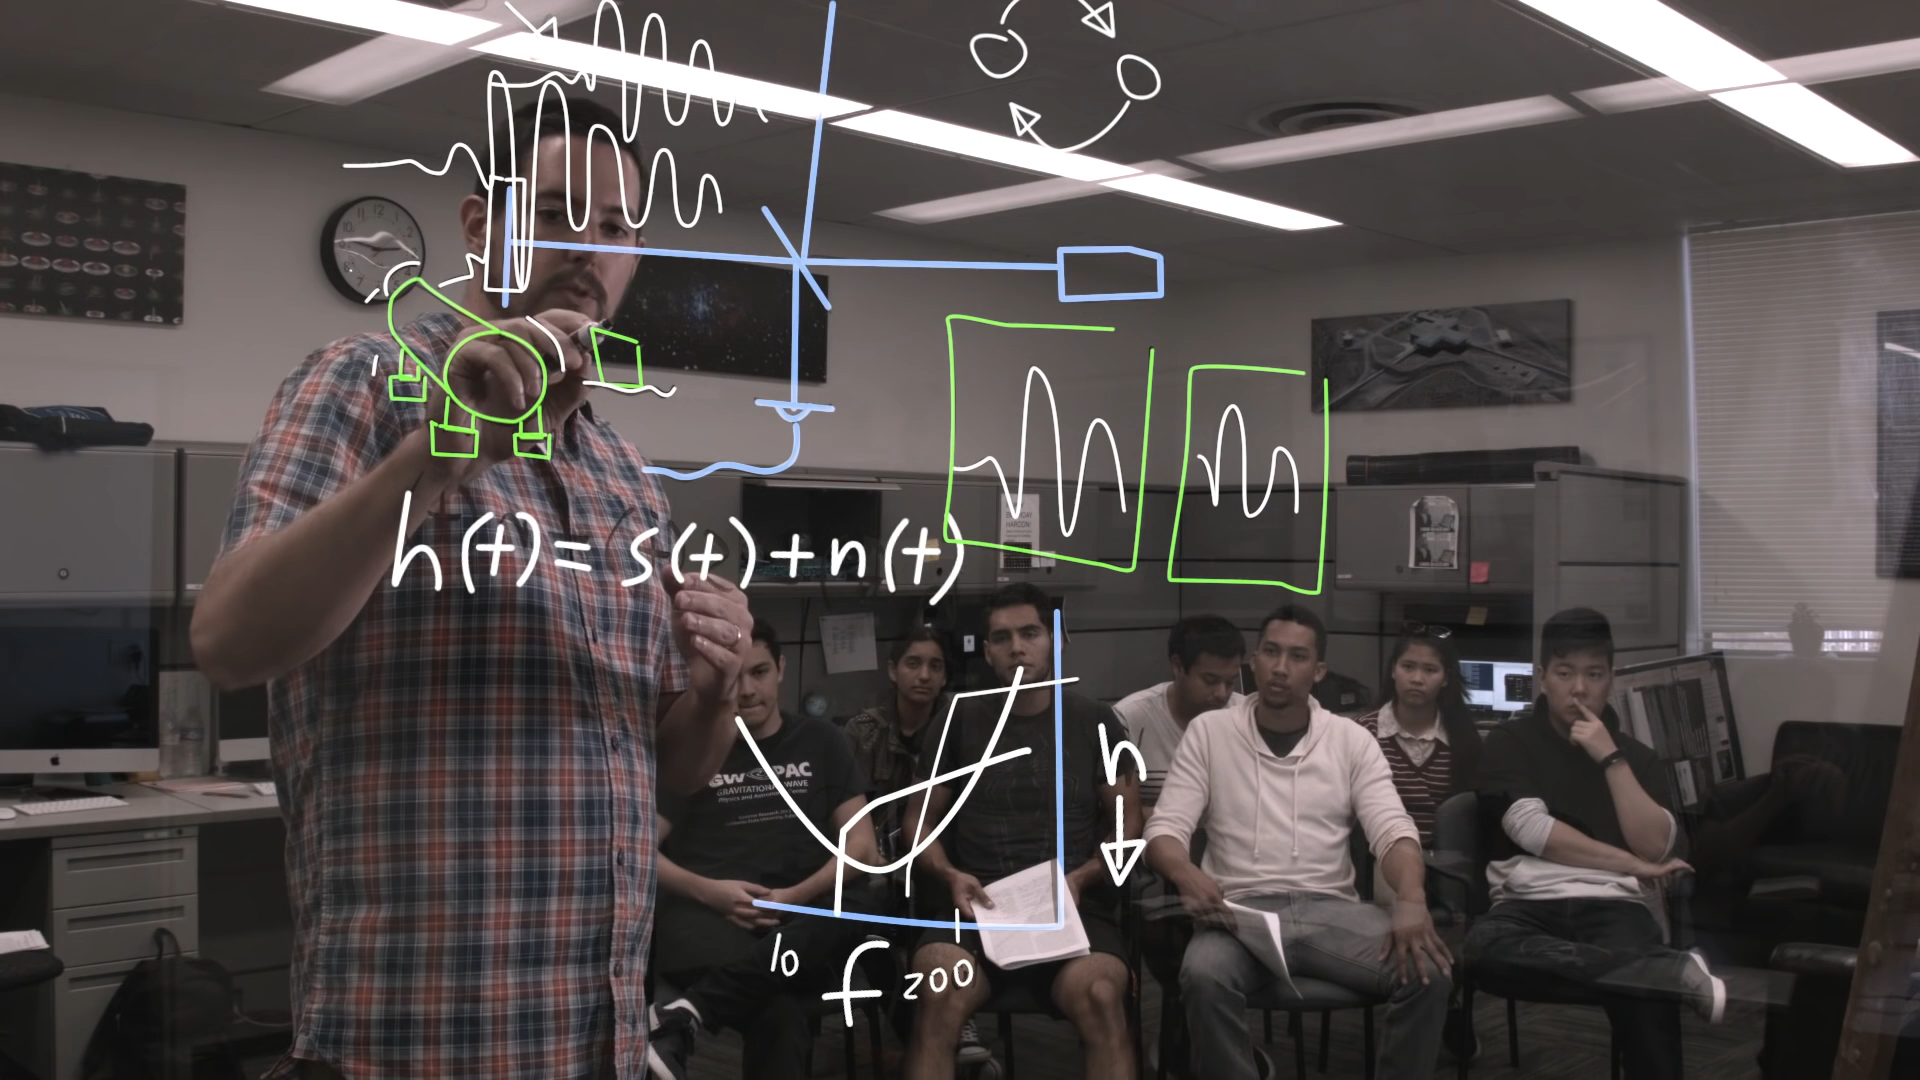 h(t) = s(t) + n(t)
h
10 f 200
GWPAC
GRAVITATIONAL WAVE
Physics and Astronomy Center